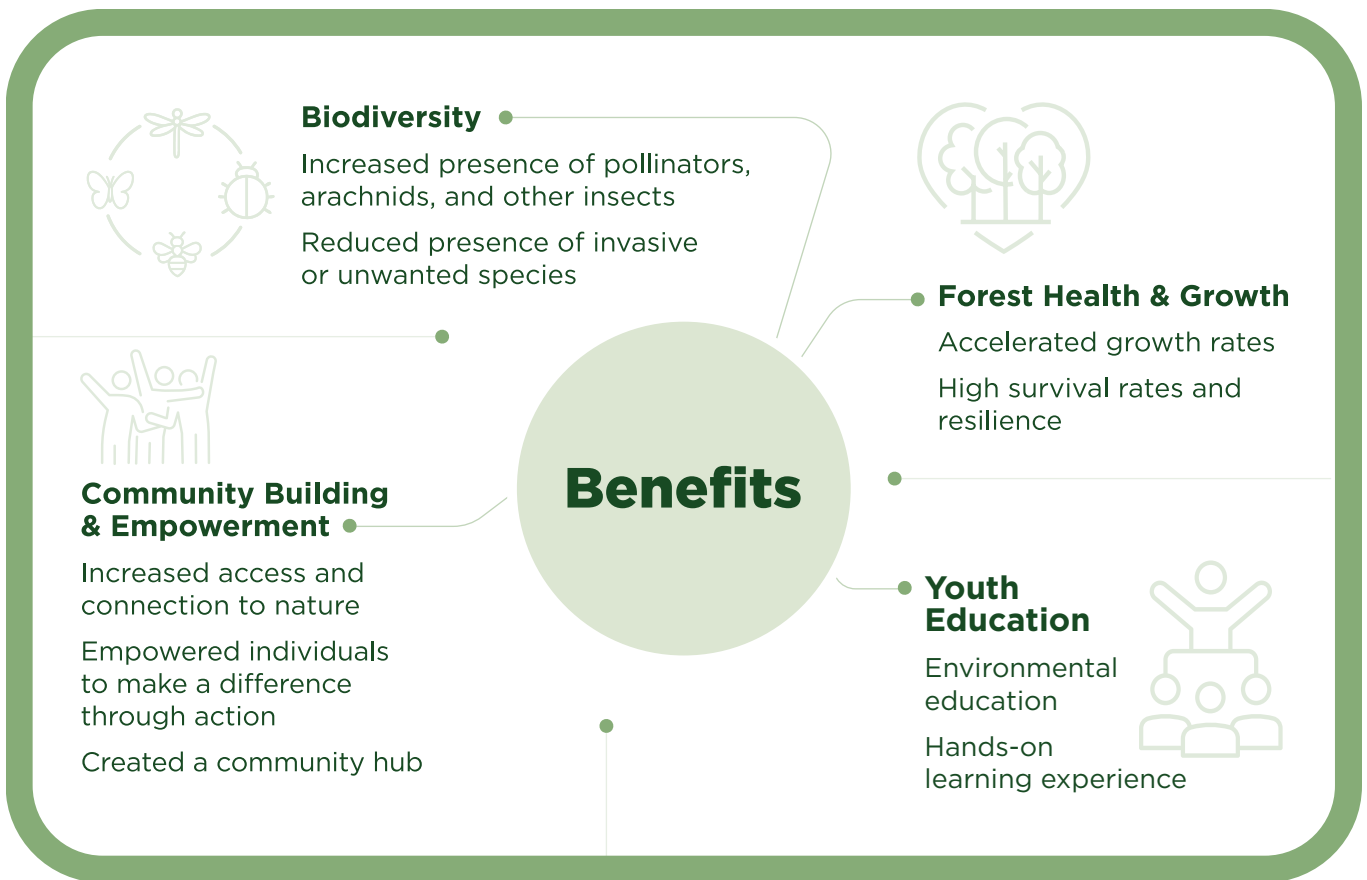 Biodiversity
Increased presence of pollinators,
arachnids, and other insects
Reduced presence of invasive
or unwanted species
Forest Health & Growth
Accelerated growth rates
High survival rates and
resilience
Benefits
Community Building
& Empowerment
Increased access and
connection to nature
Empowered individuals
to make a difference
through action
Created a community hub
Youth
Education
Environmental
education
Hands-on
learning experience